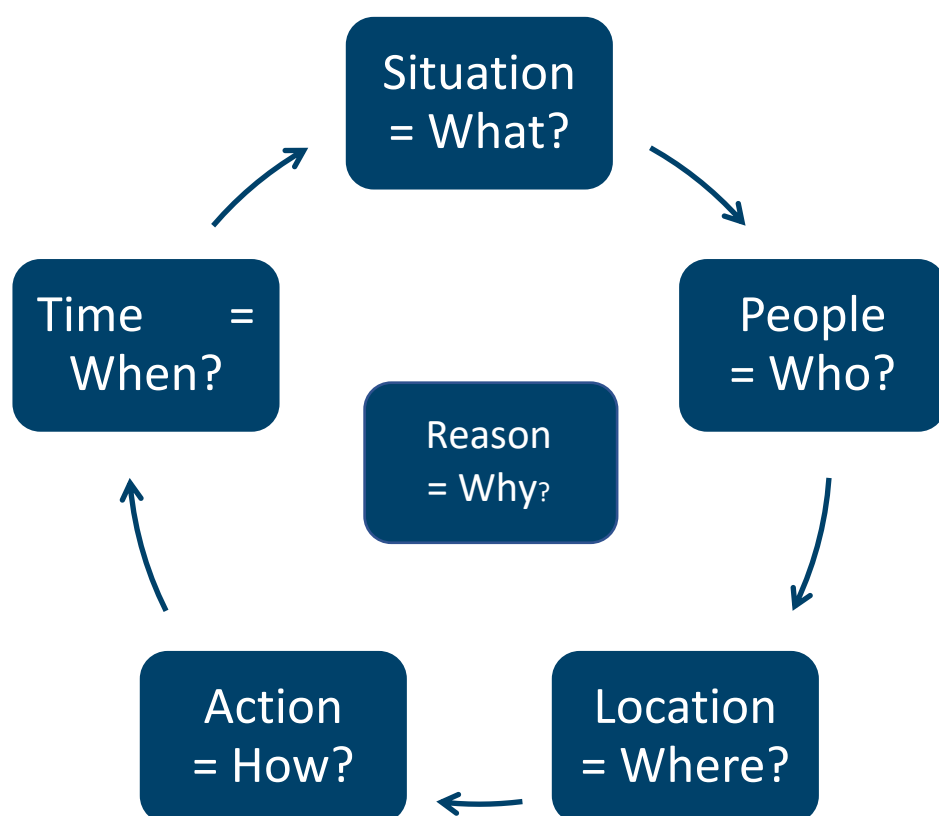 Situation
= What?
People
= Who?
Location
= Where?
Action
= How?
Time =
When?
Reason
= Why?